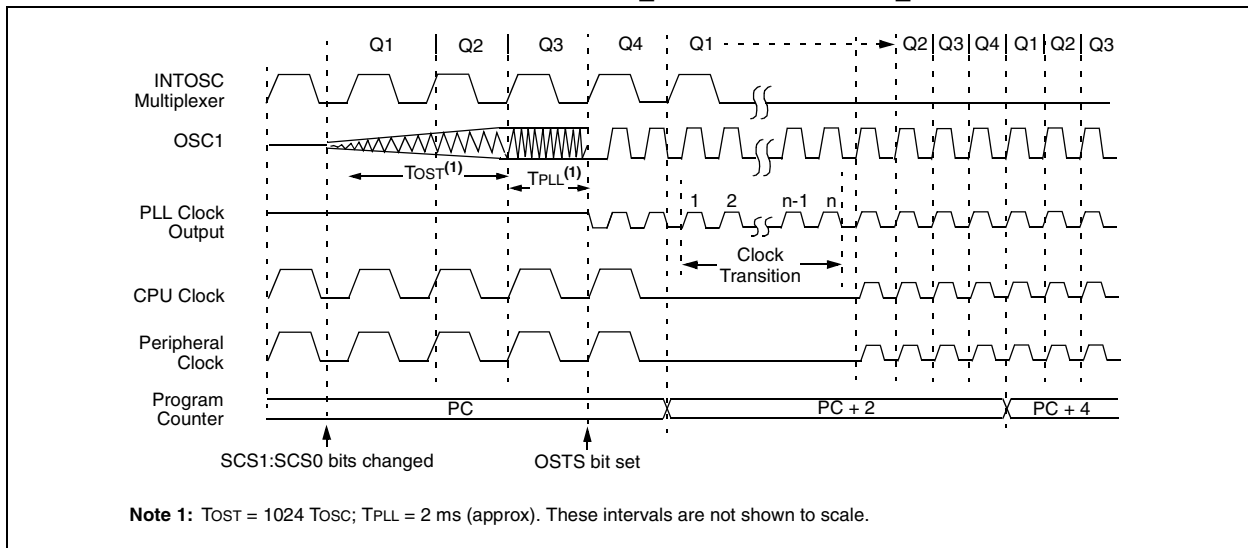 Q1 Q2 Q3 Q4 Q1 Q2 Q3 Q4 Q1 Q2 Q3
INTOSC
Multiplexer
OSC1
TOST(1)
TPLL(1)
PLL Clock
Output
1 2 n-1 n
Clock
Transition
CPU Clock
Peripheral
Clock
Program
Counter
PC PC + 2 PC + 4
SCS1:SCS0 bits changed OSTS bit set
Note 1: TOST = 1024 TOSC; TPLL = 2 ms (approx). These intervals are not shown to scale.